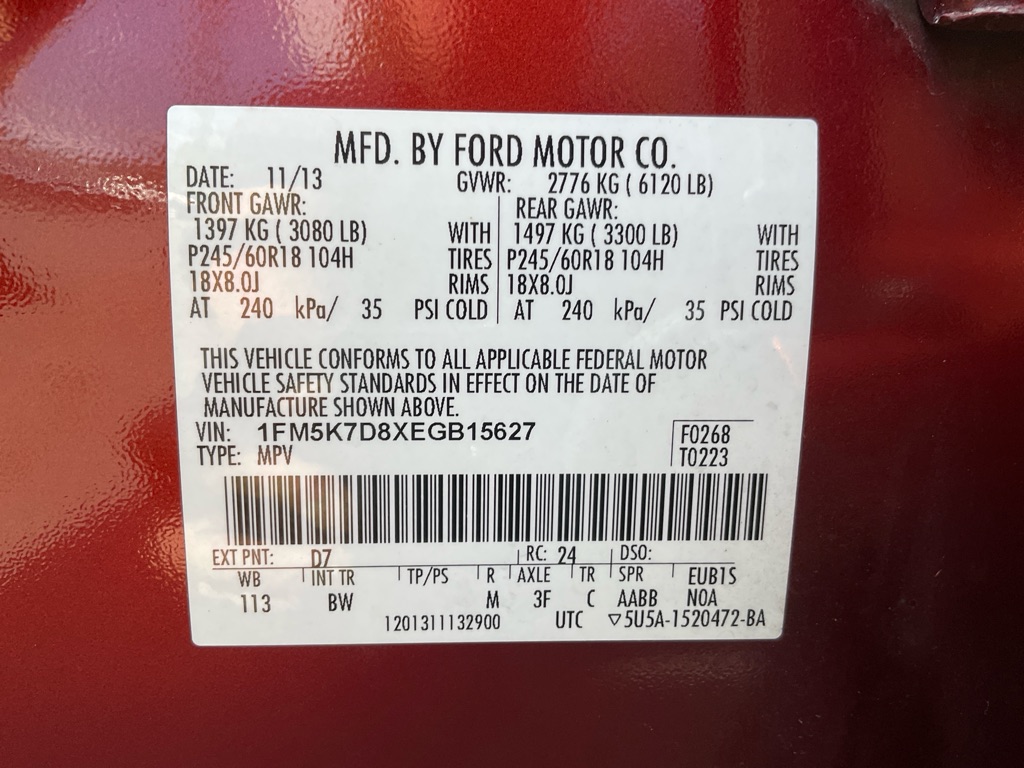 MFD. BY FORD MOTOR CO.
DATE: 11/13 GVWR: 2776 KG ( 6120 LB)
FRONT GAWR: REAR GAWR:
1397 KG ( 3080 LB) WITH 1497 KG ( 3300 LB) WITH
P245/60R18 104H TIRES P245/60R18 104H TIRES
18X8.0J RIMS 18X8.0J RIMS
AT 240 kPa/ 35 PSI COLD AT 240 kPa/ 35 PSI COLD
THIS VEHICLE CONFORMS TO ALL APPLICABLE FEDERAL MOTOR
VEHICLE SAFETY STANDARDS IN EFFECT ON THE DATE OF
MANUFACTURE SHOWN ABOVE.
VIN: 1FM5K7D8XEGB15627 F0268
TYPE: MPV T0223
EXT PNT: D7 RC: 24 DSO:
WB INT TR TP/PS R AXLE TR SPR EUB1S
113 BW M 3F C AABB NOA
1201311132900 UTC ▽5U5A-1520472-BA